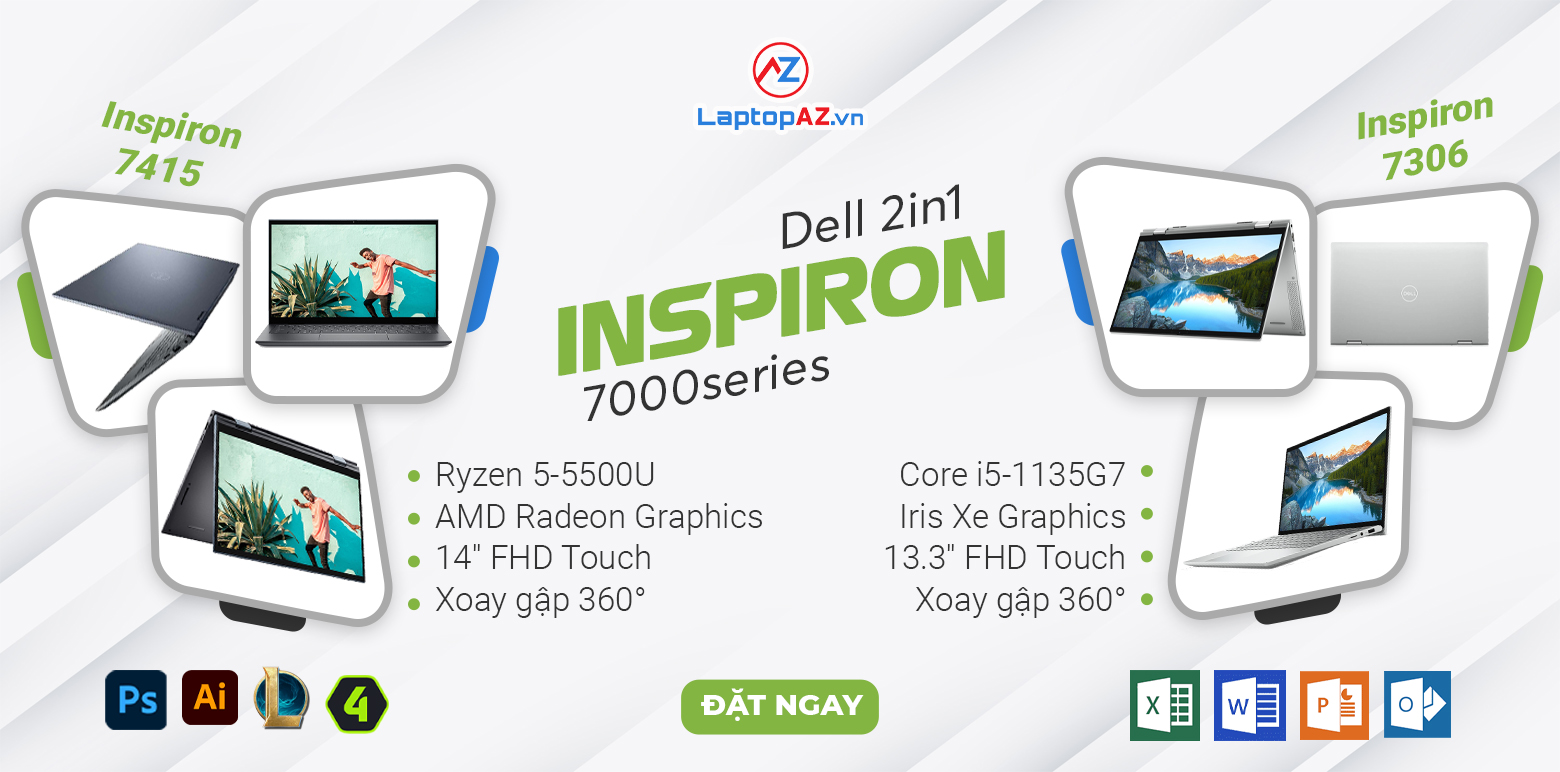 AZ
LaptopAZ.vn
Inspiron
7415
Inspiron
7306
Dell 2in1
INSPIRON
7000series
Ryzen 5-5500U
AMD Radeon Graphics
14" FHD Touch
Xoay gập 360°
Core i5-1135G7
Iris Xe Graphics
13.3" FHD Touch
Xoay gập 360°
Ps
Ai
L
4
ĐẶT NGAY
X
W
P
O
DELL